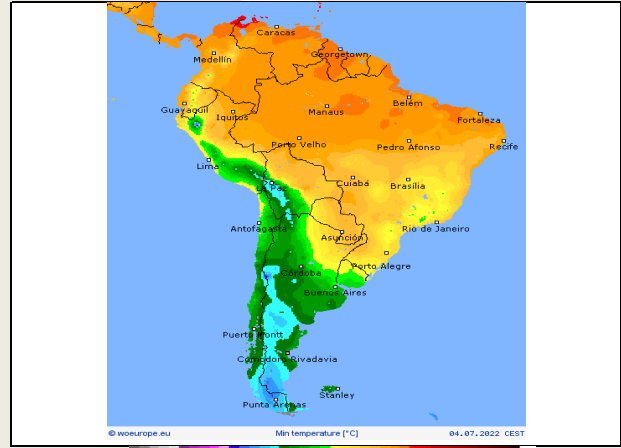 Caracas
Georgetown
Medellín
Guayaquil
Iquitos
Manaus
Belém
Fortaleza
Porto Velho
Pedro Afonso
Recife
Lima
La Paz
Cuiabá
Brasília
Antofagasta
Asunción
Rio de Janeiro
Córdoba
Porto Alegre
Buenos Aires
Puerto Montt
Comodoro Rivadavia
Stanley
Punta Arenas
© woeurope.eu Min temperature [°C] 04.07.2022 CEST